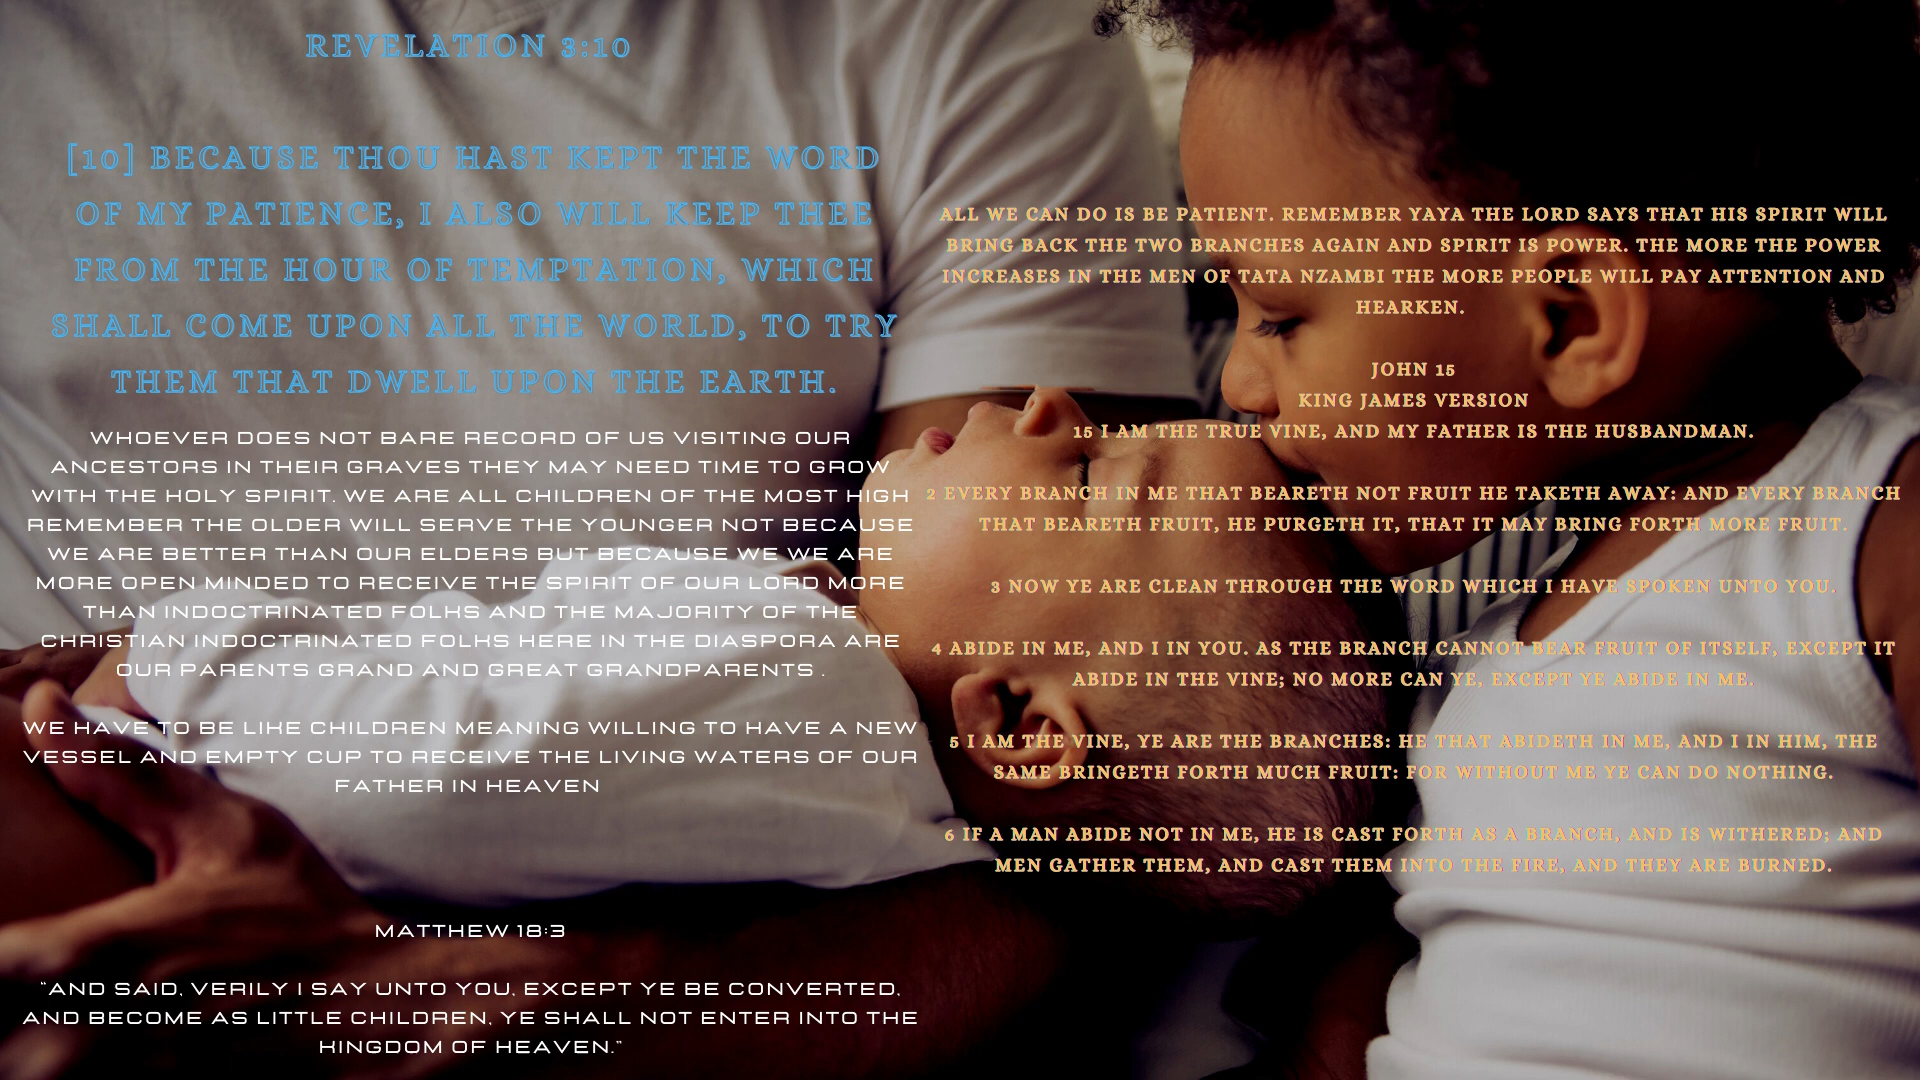 REVELATION 3:10
[10] BECAUSE THOU HAST KEPT THE WORD
OF MY PATIENCE, I ALSO WILL KEEP THEE
FROM THE HOUR OF TEMPTATION, WHICH
SHALL COME UPON ALL THE WORLD, TO TRY
THEM THAT DWELL UPON THE EARTH.
WHOEVER DOES NOT BARE RECORD OF US VISITING OUR
ANCESTORS IN THEIR GRAVES THEY MAY NEED TIME TO GROW
WITH THE HOLY SPIRIT. WE ARE ALL CHILDREN OF THE MOST HIGH
REMEMBER THE OLDER WILL SERVE THE YOUNGER NOT BECAUSE
WE ARE BETTER THAN OUR ELDERS BUT BECAUSE WE WE ARE
MORE OPEN MINDED TO RECEIVE THE SPIRIT OF OUR LORD MORE
THAN INDOCTRINATED FOLKS AND THE MAJORITY OF THE
CHRISTIAN INDOCTRINATED FOLKS HERE IN THE DIASPORA ARE
OUR PARENTS GRAND AND GREAT GRANDPARENTS .
WE HAVE TO BE LIKE CHILDREN MEANING WILLING TO HAVE A NEW
VESSEL AND EMPTY CUP TO RECEIVE THE LIVING WATERS OF OUR
FATHER IN HEAVEN
MATTHEW 18:3
"AND SAID, VERILY I SAY UNTO YOU, EXCEPT YE BE CONVERTED,
AND BECOME AS LITTLE CHILDREN, YE SHALL NOT ENTER INTO THE
KINGDOM OF HEAVEN."
ALL WE CAN DO IS BE PATIENT. REMEMBER YAYA THE LORD SAYS THAT HIS SPIRIT WILL
BRING BACK THE TWO BRANCHES AGAIN AND SPIRIT IS POWER. THE MORE THE POWER
INCREASES IN THE MEN OF TATA NZAMBI THE MORE PEOPLE WILL PAY ATTENTION AND
HEARKEN.
JOHN 15
KING JAMES VERSION
15 I AM THE TRUE VINE, AND MY FATHER IS THE HUSBANDMAN.
2 EVERY BRANCH IN ME THAT BEARETH NOT FRUIT HE TAKETH AWAY: AND EVERY BRANCH
THAT BEARETH FRUIT, HE PURGETH IT, THAT IT MAY BRING FORTH MORE FRUIT.
3 NOW YE ARE CLEAN THROUGH THE WORD WHICH I HAVE SPOKEN UNTO YOU.
4 ABIDE IN ME, AND I IN YOU. AS THE BRANCH CANNOT BEAR FRUIT OF ITSELF, EXCEPT IT
ABIDE IN THE VINE; NO MORE CAN YE, EXCEPT YE ABIDE IN ME.
5 I AM THE VINE, YE ARE THE BRANCHES: HE THAT ABIDETH IN ME, AND I IN HIM, THE
SAME BRINGETH FORTH MUCH FRUIT: FOR WITHOUT ME YE CAN DO NOTHING.
6 IF A MAN ABIDE NOT IN ME, HE IS CAST FORTH AS A BRANCH, AND IS WITHERED; AND
MEN GATHER THEM, AND CAST THEM INTO THE FIRE, AND THEY ARE BURNED.